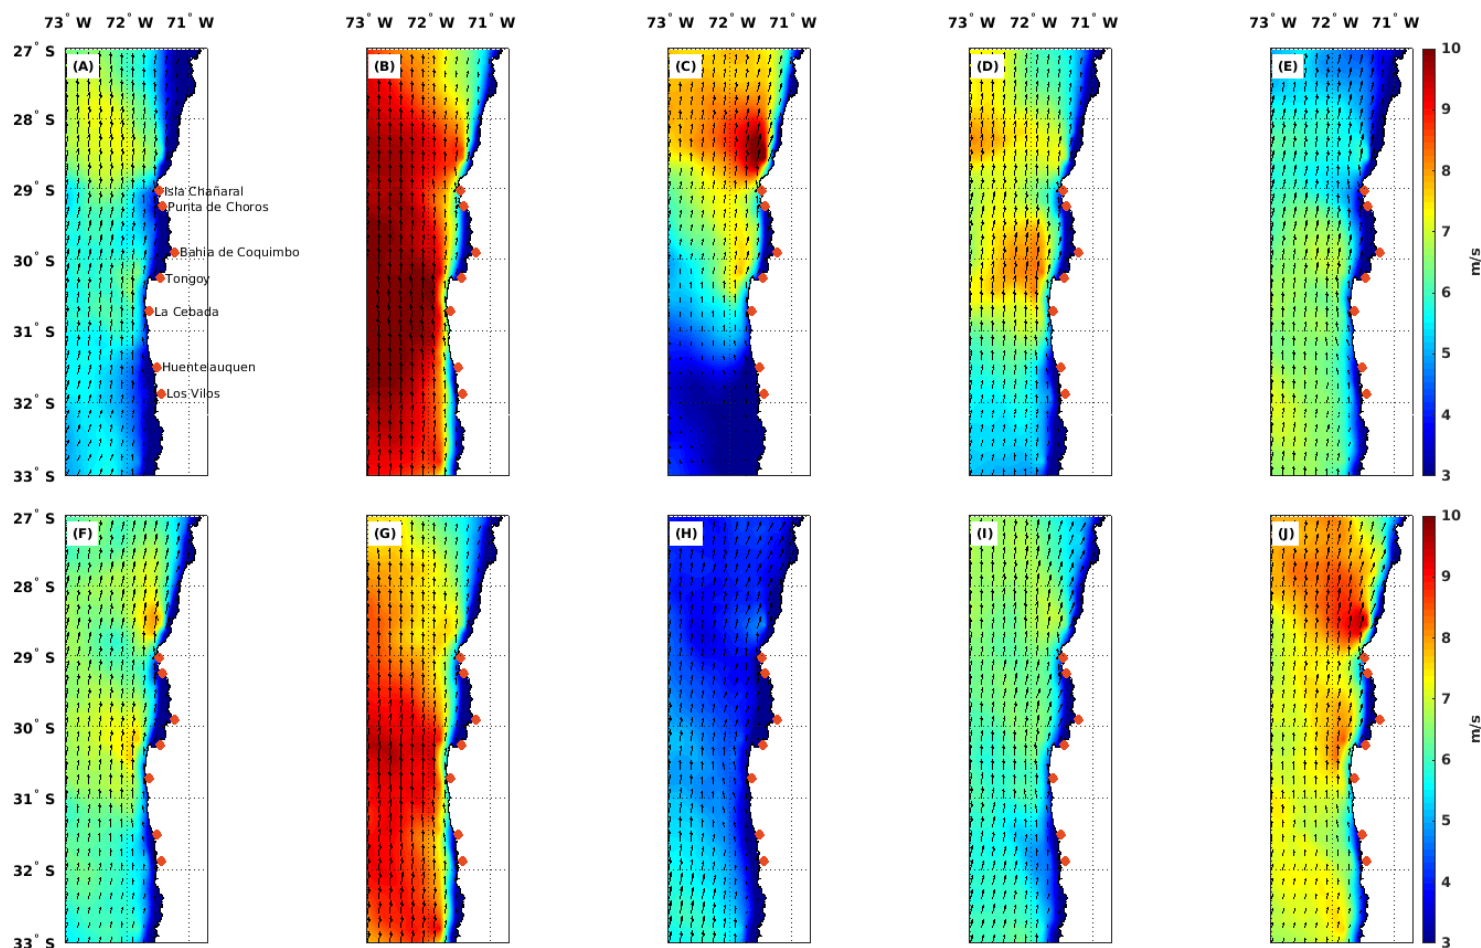 73° W 72° W 71° W 73° W 72° W 71° W 73° W 72° W 71° W 73° W 72° W 71° W 73° W 72° W 71° W
27° S (A) (B) (C) (D) (E) 10
28° S 9
29° S Isla Chañaral 8
Punta de Choros
7
30° S Bahia de Coquimbo m/s
Tongoy
6
31° S La Cebada
5
Huentelauquen
32° S Los Vilos 4
33° S 3
27° S (F) (G) (H) (I) (J) 10
28° S 9
29° S 8
7
30° S m/s
6
31° S
5
32° S 4
33° S 3